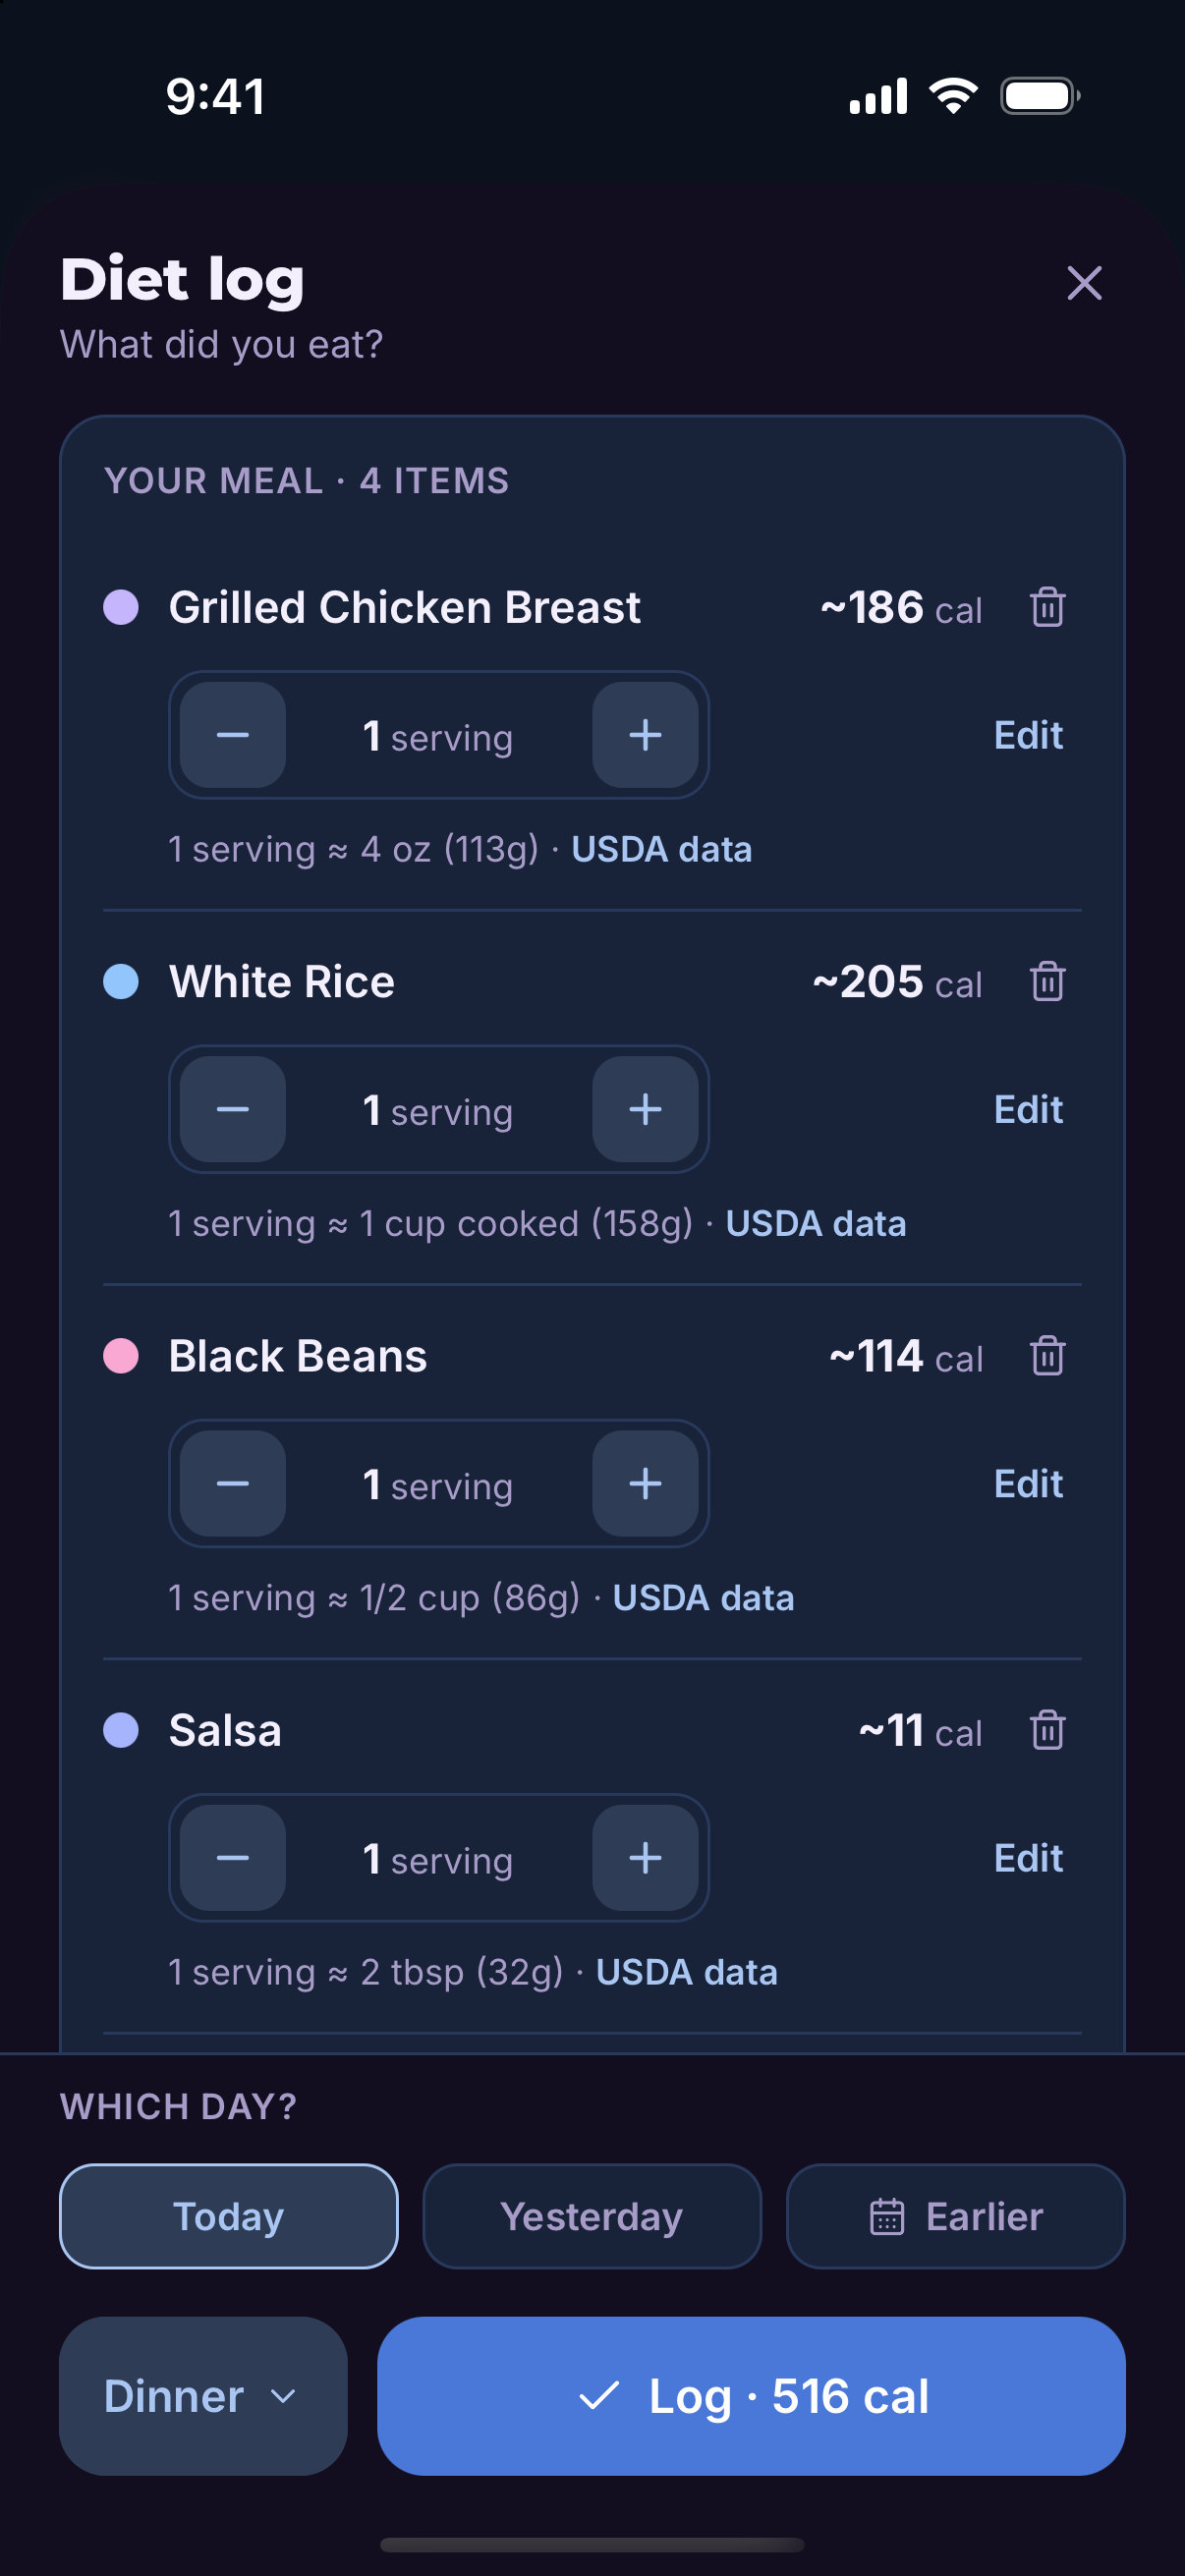 9:41
Diet log
What did you eat?
YOUR MEAL · 4 ITEMS
Grilled Chicken Breast ~186 cal
1 serving Edit
1 serving ≈ 4 oz (113g) · USDA data
White Rice ~205 cal
1 serving Edit
1 serving ≈ 1 cup cooked (158g) · USDA data
Black Beans ~114 cal
1 serving Edit
1 serving ≈ 1/2 cup (86g) · USDA data
Salsa ~11 cal
1 serving Edit
1 serving ≈ 2 tbsp (32g) · USDA data
WHICH DAY?
Today Yesterday Earlier
Dinner Log · 516 cal